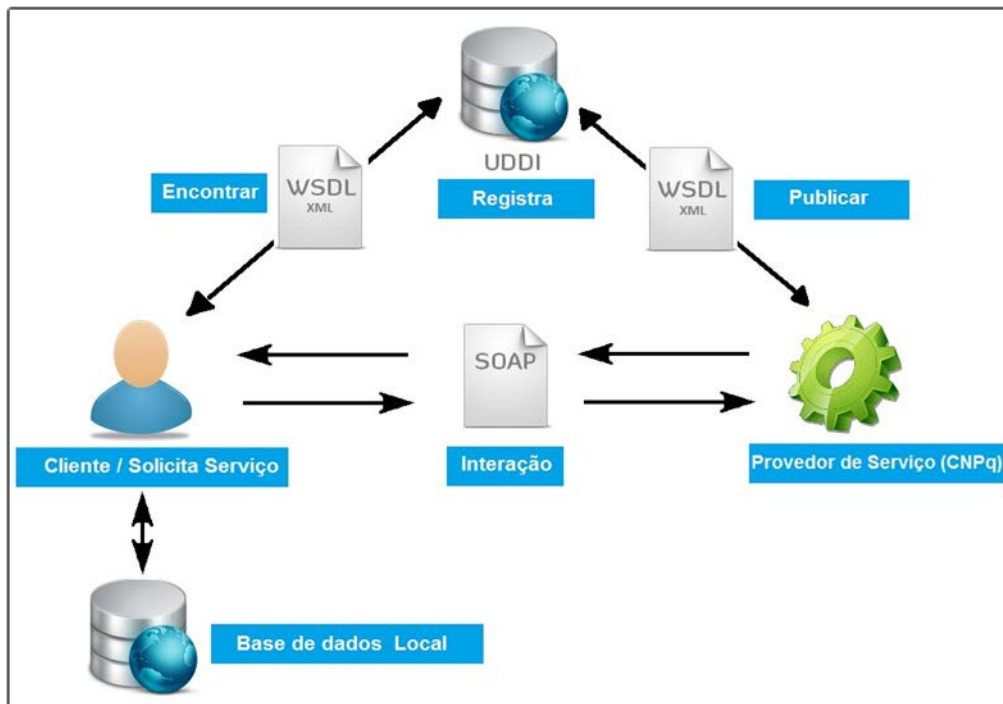 UDDI
Registra
Encontrar
WSDL
XML
WSDL
XML
Publicar
SOAP
Cliente / Solicita Serviço
Interação
Provedor de Serviço (CNPq)
Base de dados Local